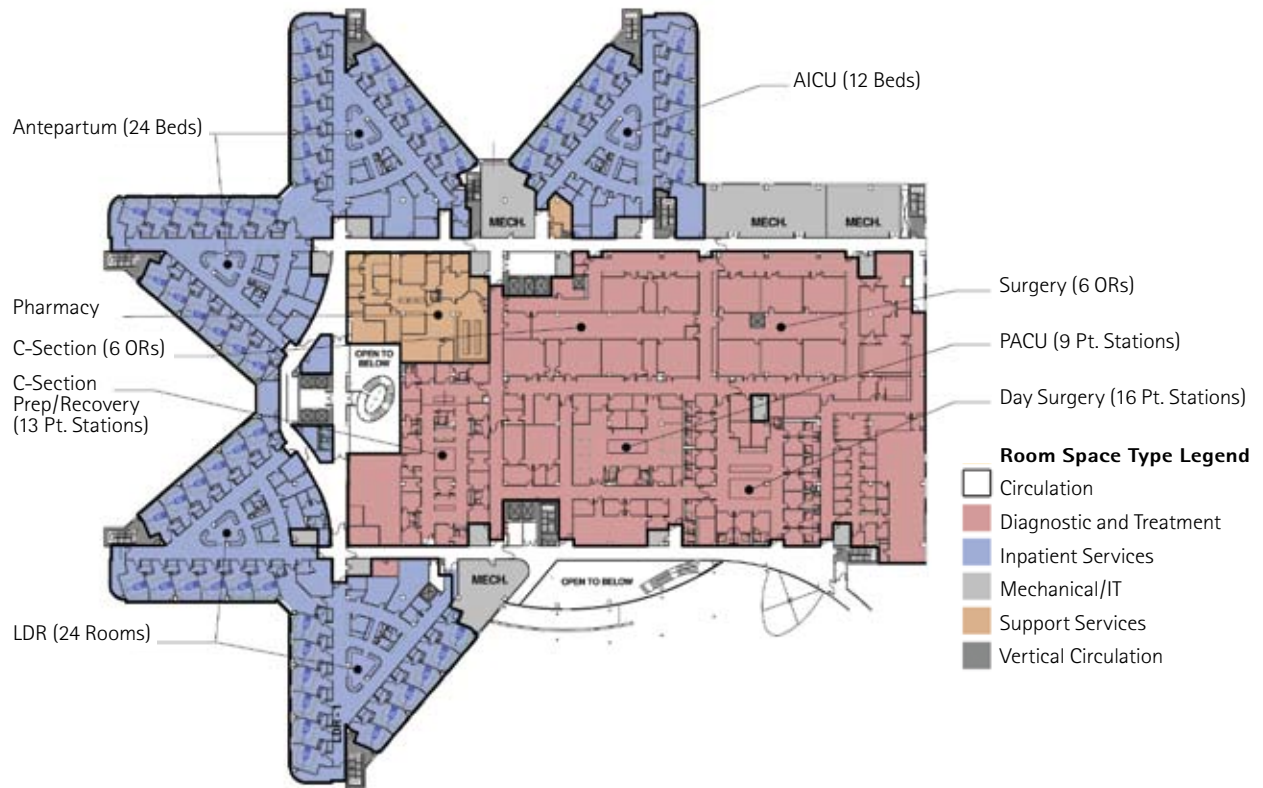 AICU (12 Beds)
Antepartum (24 Beds)
MECH.
MECH.
MECH.
Pharmacy
C-Section (6 ORs)
C-Section
Prep/Recovery
(13 Pt. Stations)
OPEN TO
BELOW
Surgery (6 ORs)
PACU (9 Pt. Stations)
Day Surgery (16 Pt. Stations)
Room Space Type Legend
Circulation
Diagnostic and Treatment
Inpatient Services
Mechanical/IT
Support Services
Vertical Circulation
MECH.
OPEN TO BELOW
LDR (24 Rooms)
LDR-1